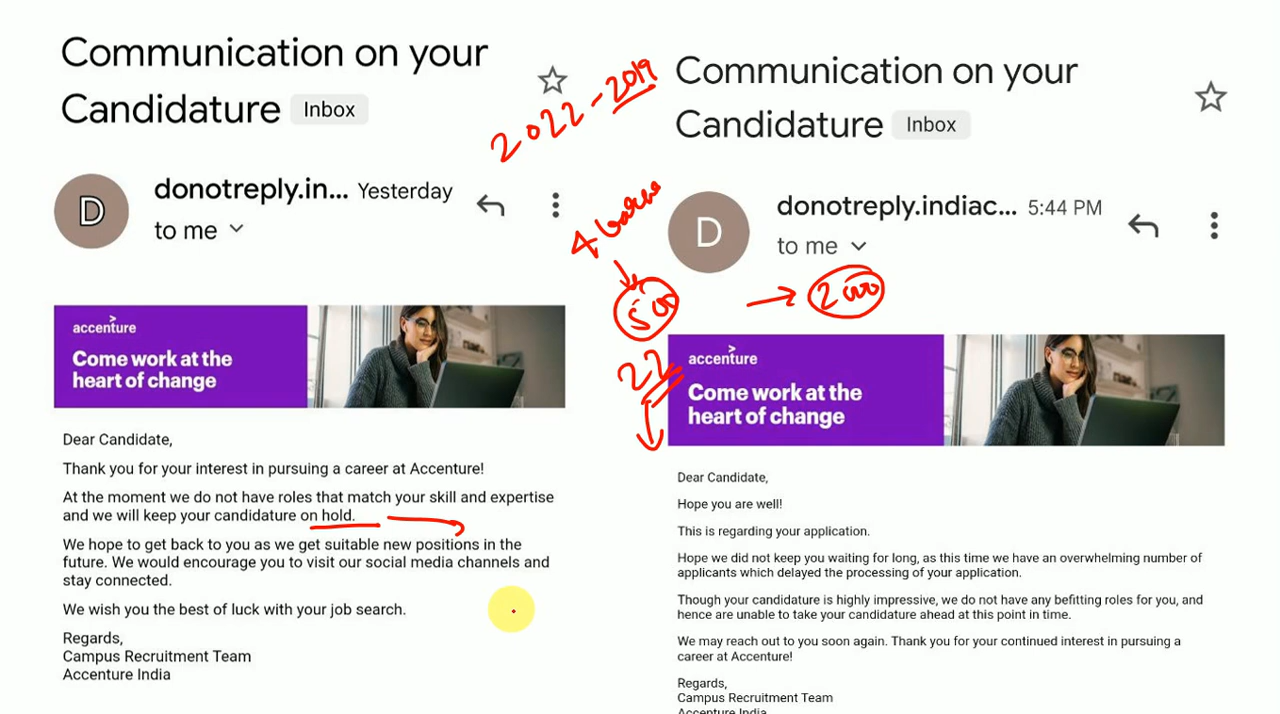 Communication on your
Candidature Inbox
donotreply.in... Yesterday
to me
D
accenture
Come work at the
heart of change
Dear Candidate,
Thank you for your interest in pursuing a career at Accenture!
At the moment we do not have roles that match your skill and expertise
and we will keep your candidature on hold.
We hope to get back to you as we get suitable new positions in the
future. We would encourage you to visit our social media channels and
stay connected.
We wish you the best of luck with your job search.
Regards,
Campus Recruitment Team
Accenture India
2022-2019
4
500
22
2000
Communication on your
Candidature Inbox
donotreply.indiac... 5:44 PM
to me
D
accenture
Come work at the
heart of change
Dear Candidate,
Hope you are well!
This is regarding your application.
Hope we did not keep you waiting for long, as this time we have an overwhelming number of
applicants which delayed the processing of your application.
Though your candidature is highly impressive, we do not have any befitting roles for you, and
hence are unable to take your candidature ahead at this point in time.
We may reach out to you soon again. Thank you for your continued interest in pursuing a
career at Accenture!
Regards,
Campus Recruitment Team
Accenture India